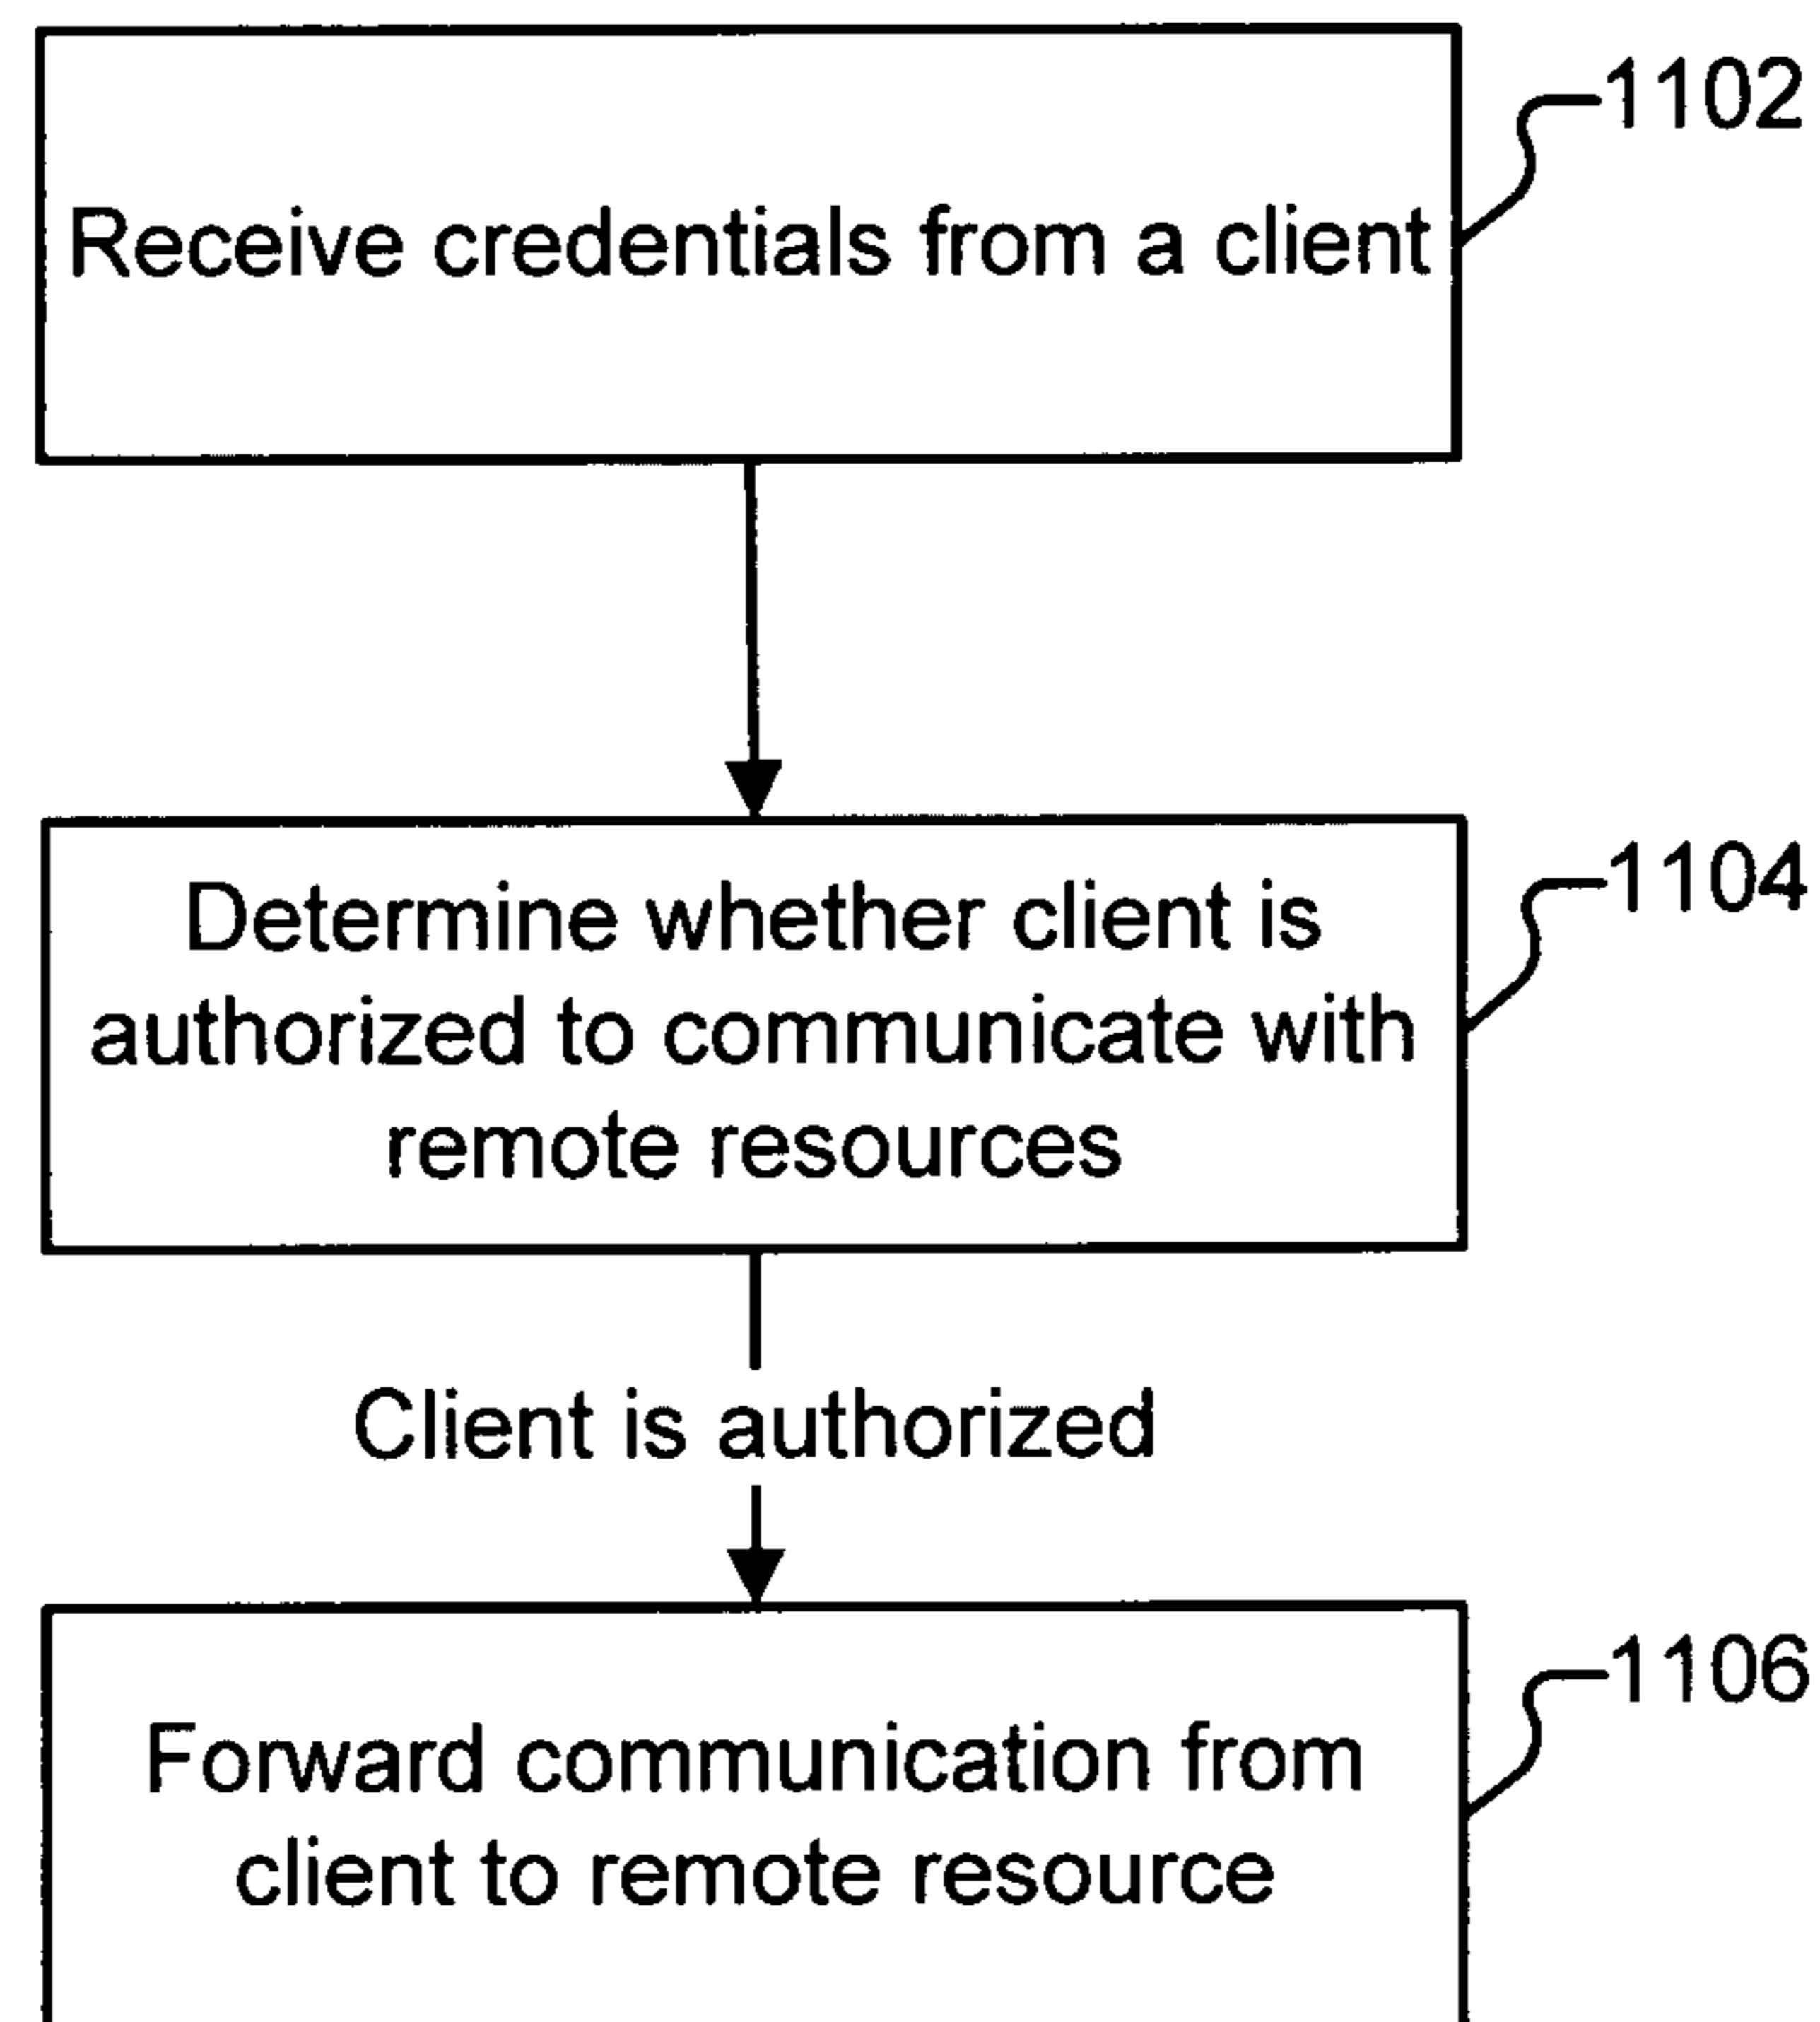 1102
Receive credentials from a client
1104
Determine whether client is
authorized to communicate with
remote resources
Client is authorized
1106
Forward communication from
client to remote resource